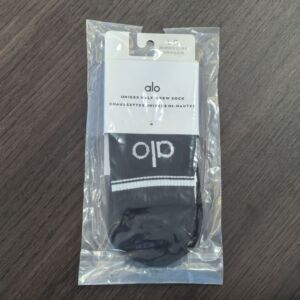 alo
UNISEX HALF-CREW SOCK
CHAUSSETTES UNISEXE MI-HAUTES
alo